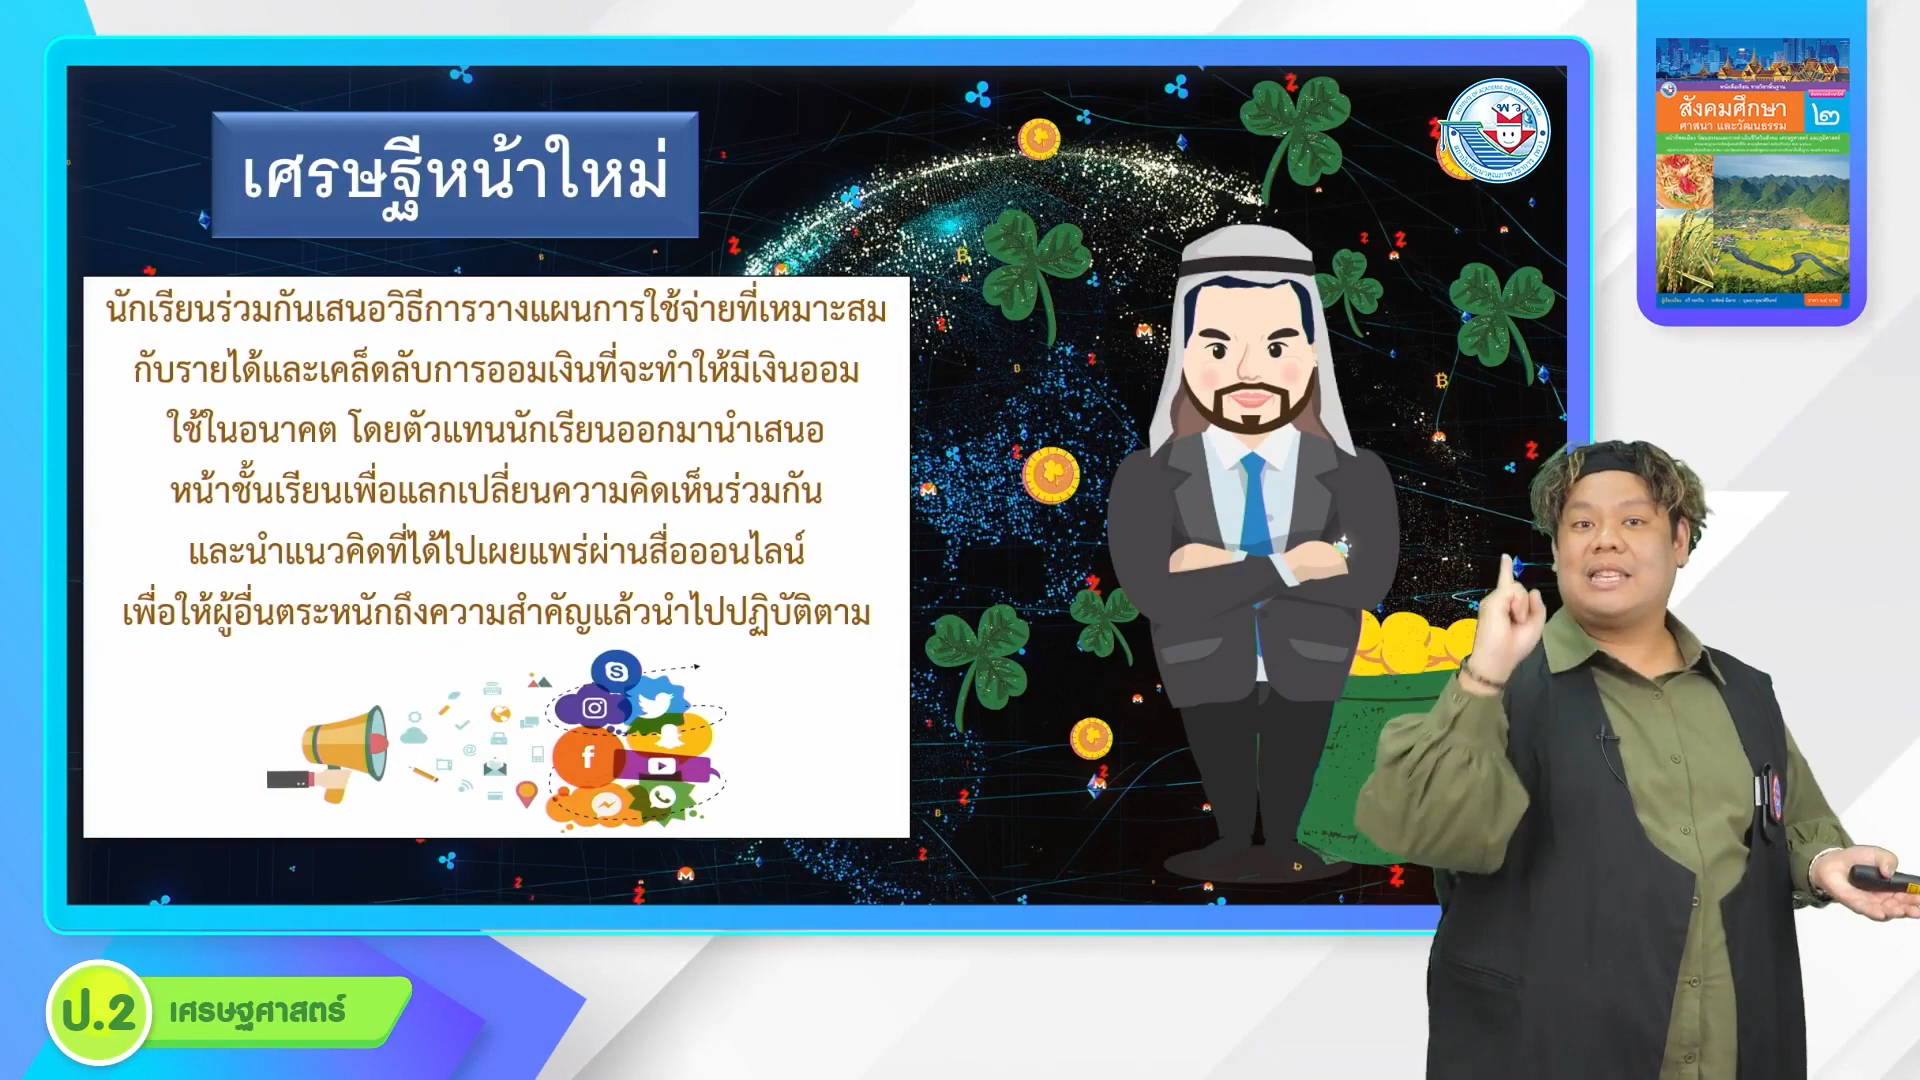 เศรษฐีหน้าใหม่
นักเรียนร่วมกันเสนอวิธีการวางแผนการใช้จ่ายที่เหมาะสม
กับรายได้และเคล็ดลับการออมเงินที่จะทำให้มีเงินออม
ใช้ในอนาคต โดยตัวแทนนักเรียนออกมานำเสนอ
หน้าชั้นเรียนเพื่อแลกเปลี่ยนความคิดเห็นร่วมกัน
และนำแนวคิดที่ได้ไปเผยแพร่ผ่านสื่อออนไลน์
เพื่อให้ผู้อื่นตระหนักถึงความสำคัญแล้วนำไปปฏิบัติตาม
พว
สังคมศึกษา
ศาสนา และวัฒนธรรม
๒
ป.2
เศรษฐศาสตร์